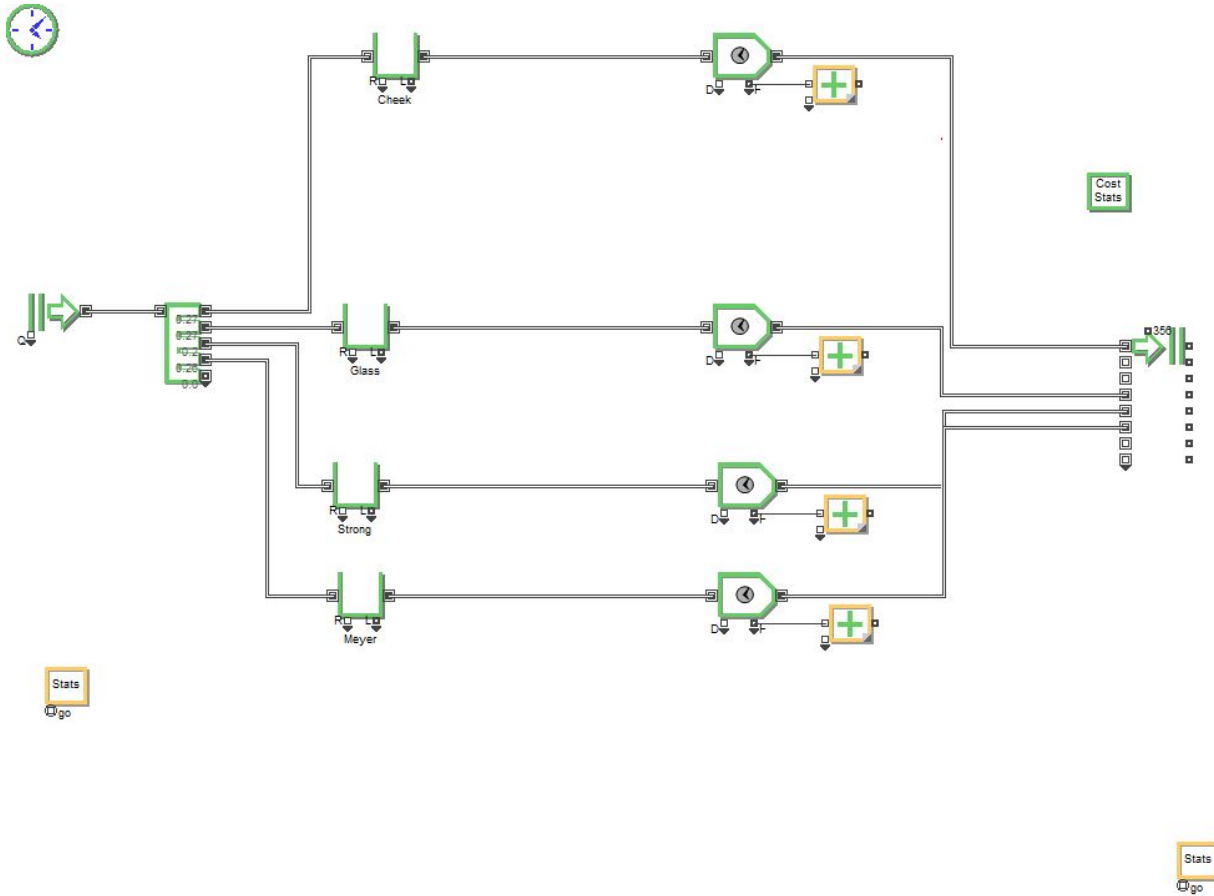 R
L
Cheek
D
F
Cost
Stats
Q
0.27
0.27
0.2
0.26
0.0
R
L
Glass
D
F
356
R
L
Strong
D
F
R
L
Meyer
D
F
Stats
go
Stats
go